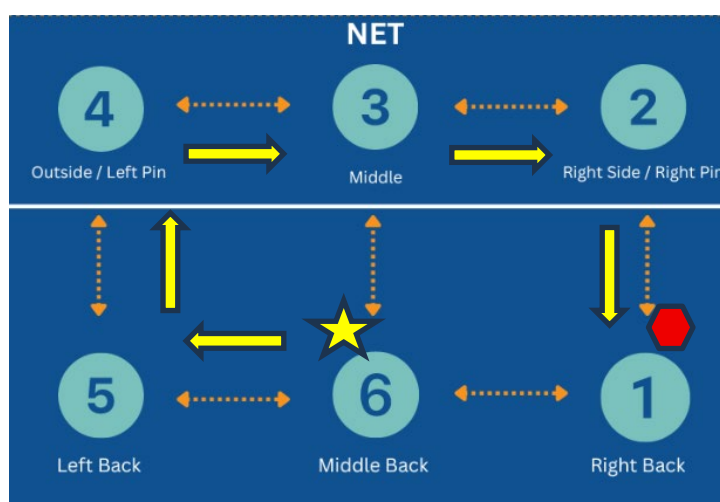 NET
4
3
2
Outside / Left Pin
Middle
Right Side / Right Pin
5
6
1
Left Back
Middle Back
Right Back